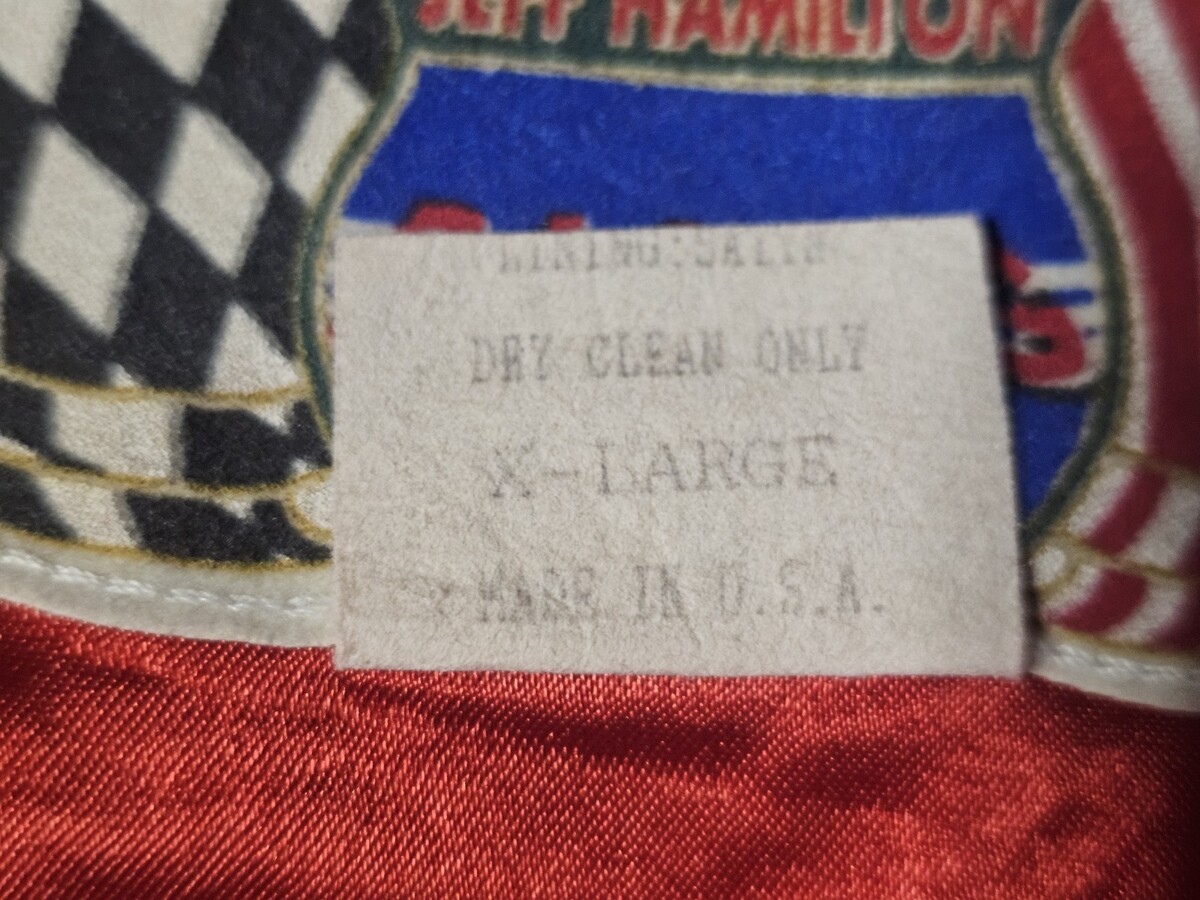 JEFF HAMILTON
LINING:SATIN
DRY CLEAN ONLY
X-LARGE
MADE IN U.S.A.